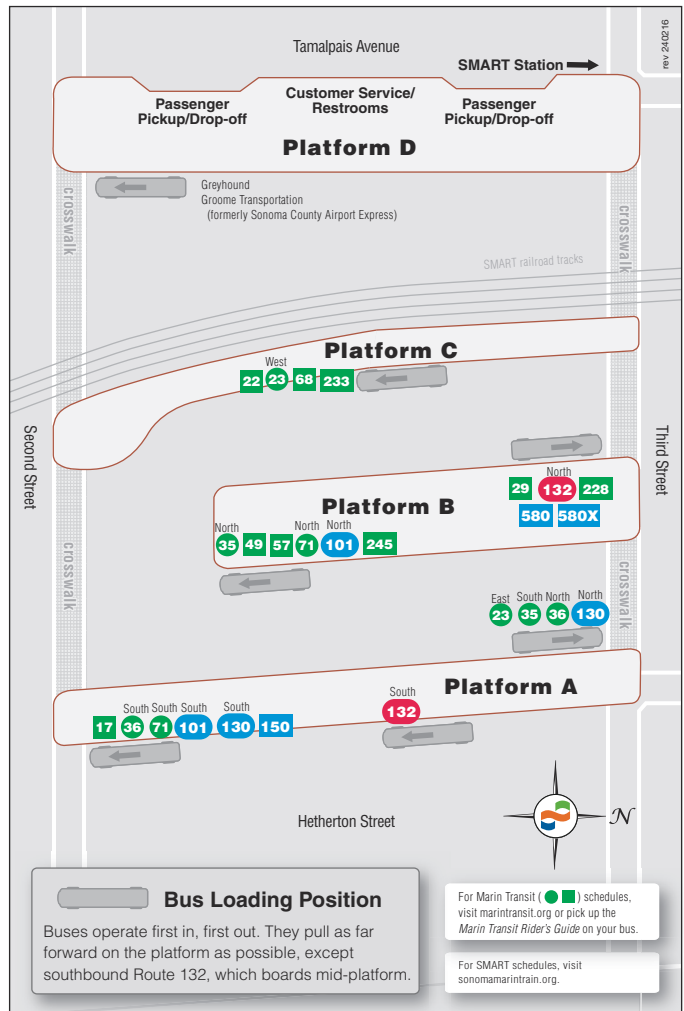 rev 240216
Tamalpais Avenue
SMART Station
Passenger
Pickup/Drop-off
Customer Service/
Restrooms
Passenger
Pickup/Drop-off
Platform D
crosswalk
crosswalk
Greyhound
Groome Transportation
(formerly Sonoma County Airport Express)
SMART railroad tracks
Platform C
West
22 23 68 233
Second Street
Third Street
Platform B
North
29 132 228
580 580X
North North North
35 49 57 71 101 245
crosswalk
crosswalk
East South North North
23 35 36 130
Platform A
South
132
South South South South
17 36 71 101 130 150
Hetherton Street
N
Bus Loading Position
Buses operate first in, first out. They pull as far
forward on the platform as possible, except
southbound Route 132, which boards mid-platform.
For Marin Transit ( ) schedules,
visit marintransit.org or pick up the
Marin Transit Rider's Guide on your bus.
For SMART schedules, visit
sonomamarintrain.org.